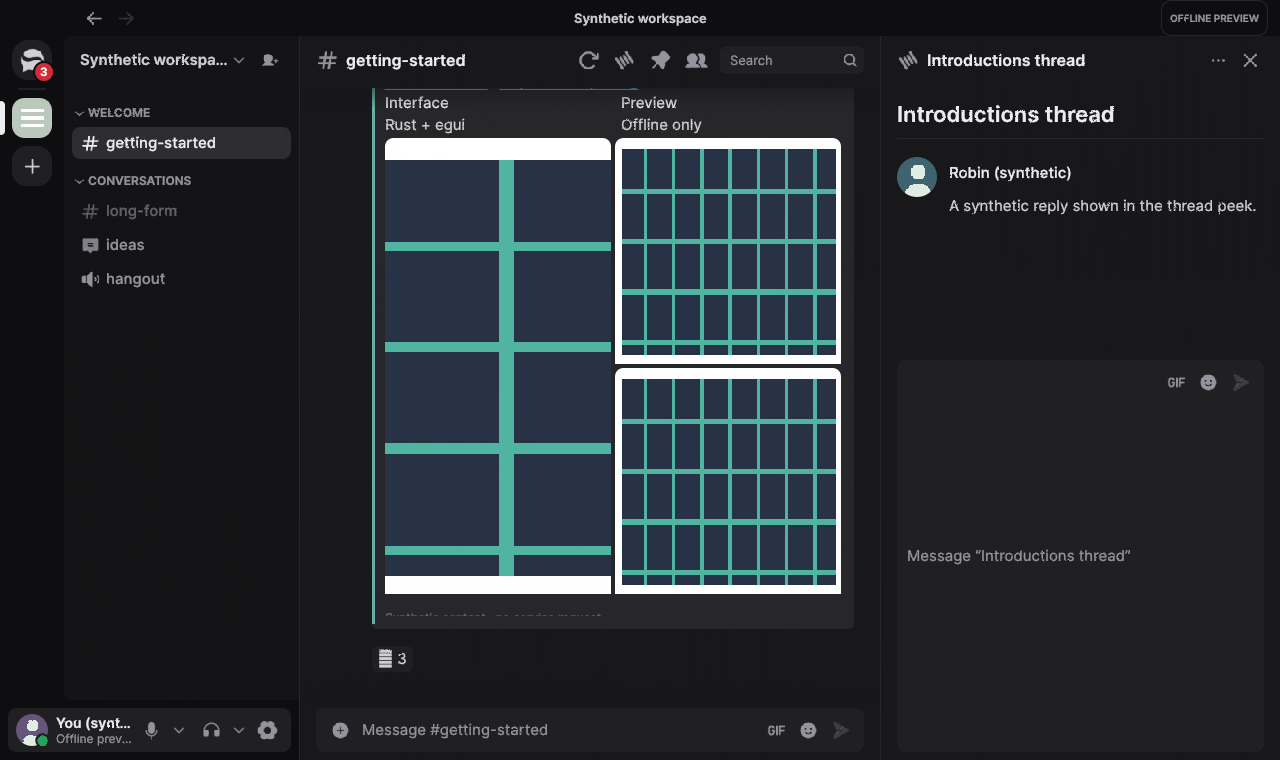 Synthetic workspace
OFFLINE PREVIEW
3
Synthetic workspa...
WELCOME
getting-started
CONVERSATIONS
long-form
ideas
hangout
You (synt...
Offline prev...
# getting-started
Search
Interface
Preview
Rust + egui
Offline only
3
Message #getting-started
GIF
Introductions thread
Introductions thread
Robin (synthetic)
A synthetic reply shown in the thread peek.
GIF
Message “Introductions thread”